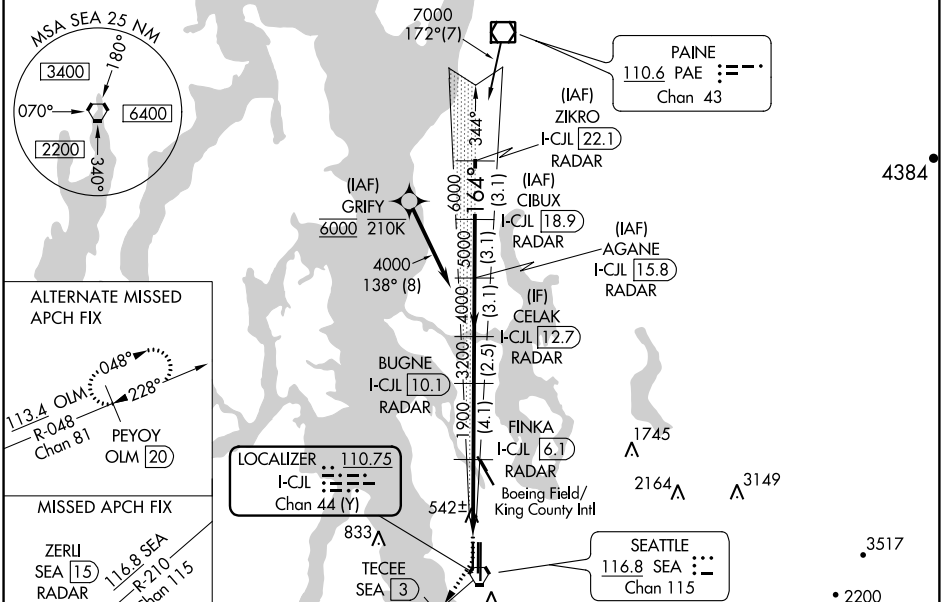 MSA SEA 25 NM
180°
3400
070°
6400
2200
340°
7000
172°(7)
PAINE
110.6 PAE
Chan 43
(IAF)
ZIKRO
I-CJL 22.1
RADAR
344°
164°
6000
(3.1)
(IAF)
CIBUX
I-CJL 18.9
RADAR
4384
(IAF)
GRIFY
6000 210K
4000
138° (8)
5000
(3.1)
(IAF)
AGANE
I-CJL 15.8
RADAR
4000
(3.1)
(IF)
CELAK
I-CJL 12.7
RADAR
3200
(2.5)
BUGNE
I-CJL 10.1
RADAR
1900
(4.1)
FINKA
I-CJL 6.1
RADAR
Boeing Field/
King County Intl
ALTERNATE MISSED
APCH FIX
048°
228°
113.4 OLM
R-048
Chan 81
PEYOY
OLM 20
LOCALIZER 110.75
I-CJL
Chan 44 (Y)
1745
2164
3149
542±
833
MISSED APCH FIX
ZERLI
SEA 15
RADAR
116.8 SEA
R-210
Chan 115
TECEE
SEA 3
SEATTLE
116.8 SEA
Chan 115
3517
2200